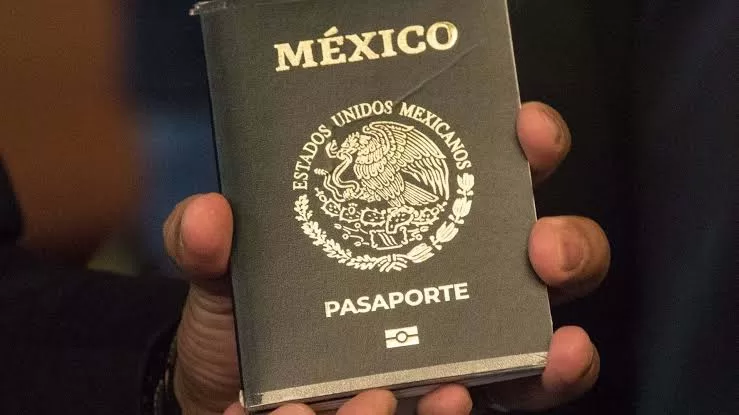 MÉXICO
ESTADOS UNIDOS MEXICANOS
PASAPORTE